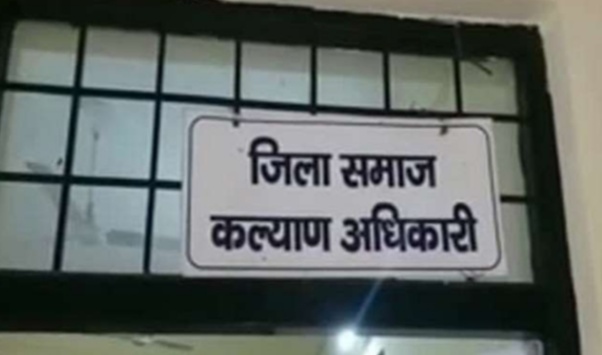 जिला समाज
कल्याण अधिकारी